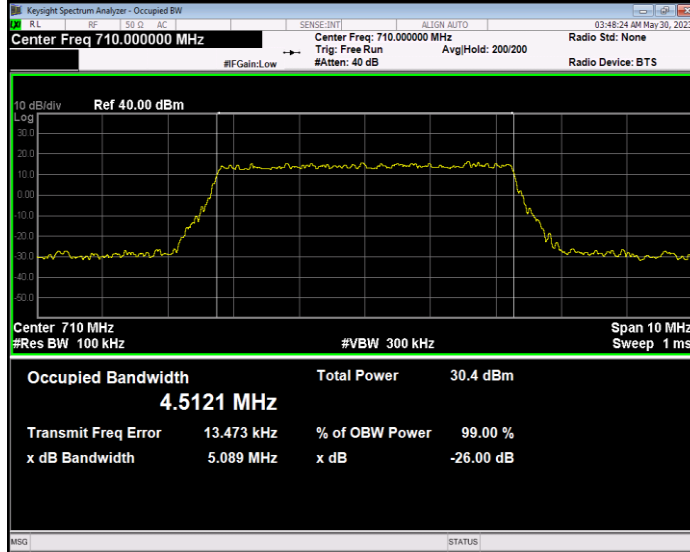 Keysight Spectrum Analyzer - Occupied BW
RL RF 50 Ω AC SENSE:INT ALIGN AUTO 03:48:24 AM May 30, 2023
Center Freq 710.000000 MHz Center Freq: 710.000000 MHz Radio Std: None
Trig: Free Run Avg|Hold: 200/200
#IFGain:Low #Atten: 40 dB Radio Device: BTS
10 dB/div Ref 40.00 dBm
Log
30.0
20.0
10.0
0.00
-10.0
-20.0
-30.0
-40.0
-50.0
Center 710 MHz Span 10 MHz
#Res BW 100 kHz #VBW 300 kHz Sweep 1 ms
Occupied Bandwidth Total Power 30.4 dBm
4.5121 MHz
Transmit Freq Error 13.473 kHz % of OBW Power 99.00 %
x dB Bandwidth 5.089 MHz x dB -26.00 dB
MSG STATUS